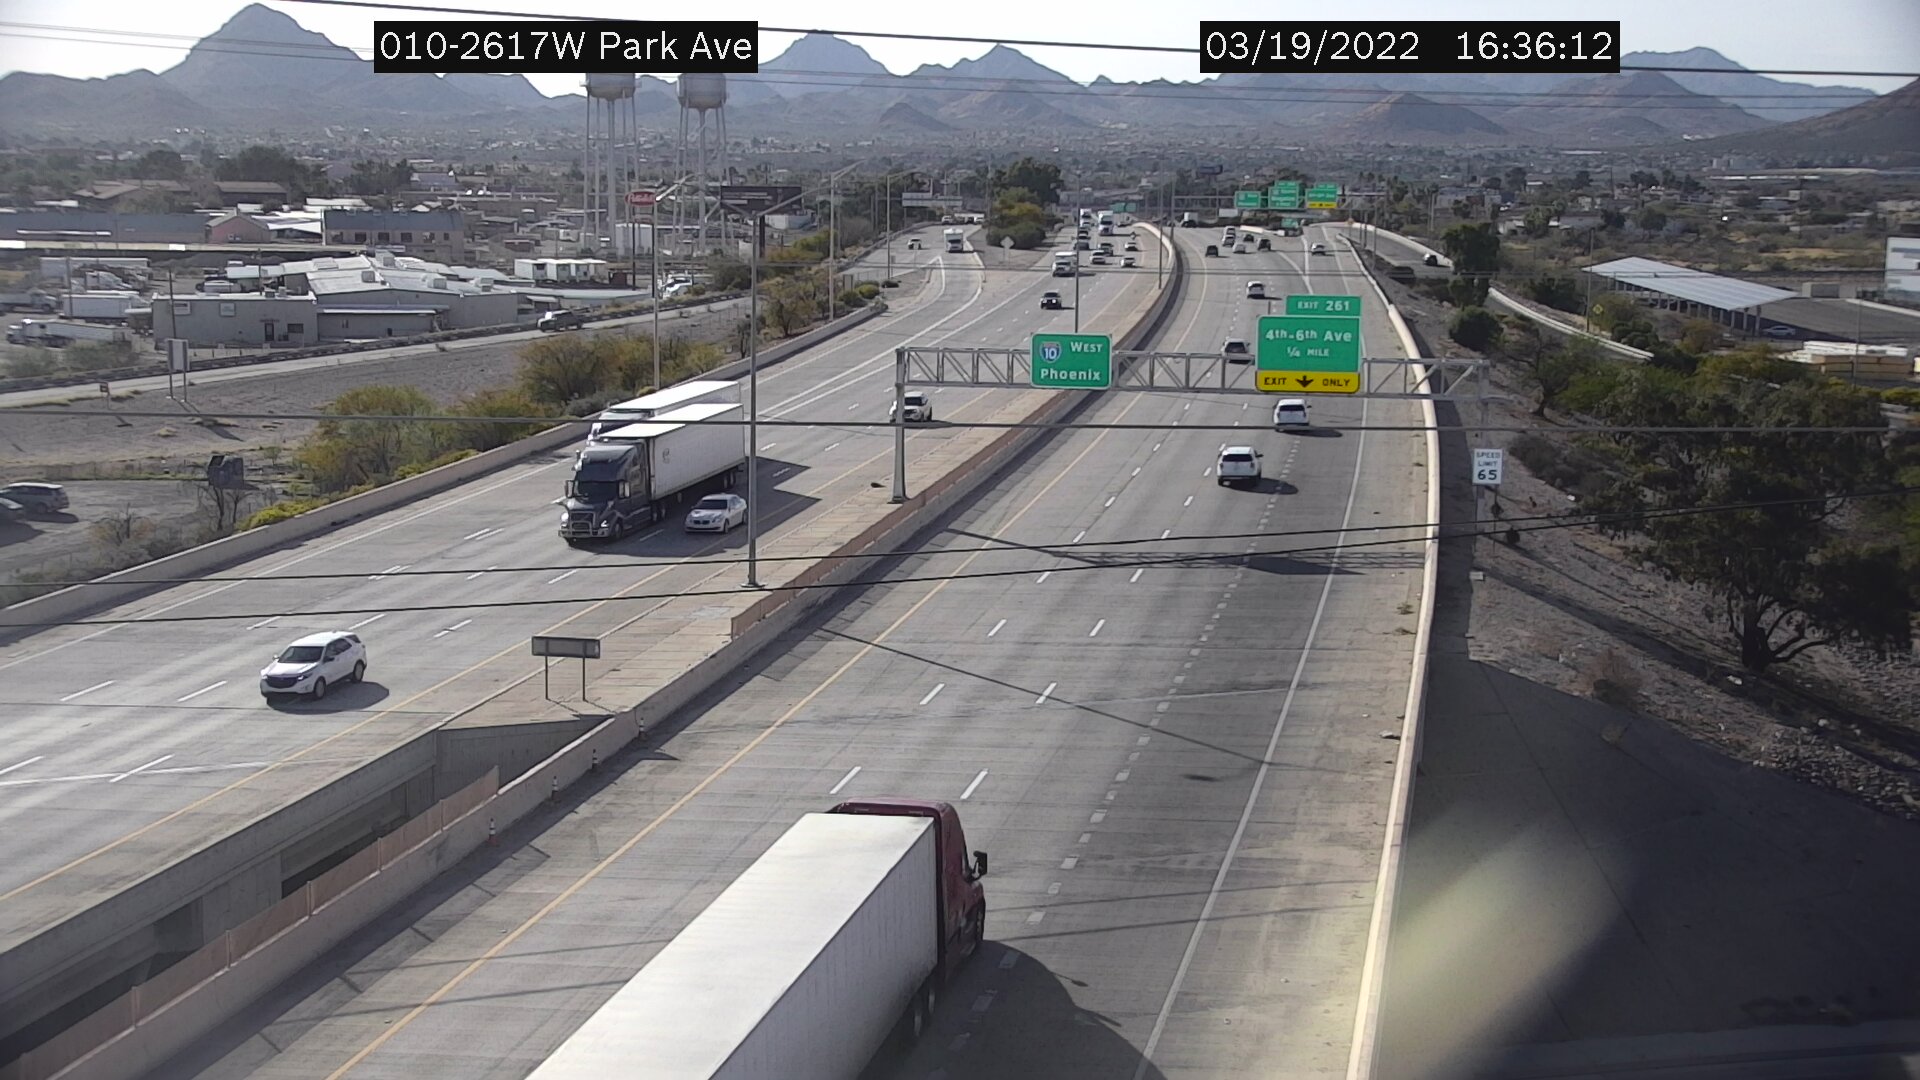 010-2617W Park Ave
03/19/2022 16:36:12
EXIT 261
4th-6th Ave
1/4 MILE
EXIT ONLY
10 WEST
Phoenix
SPEED
LIMIT
65